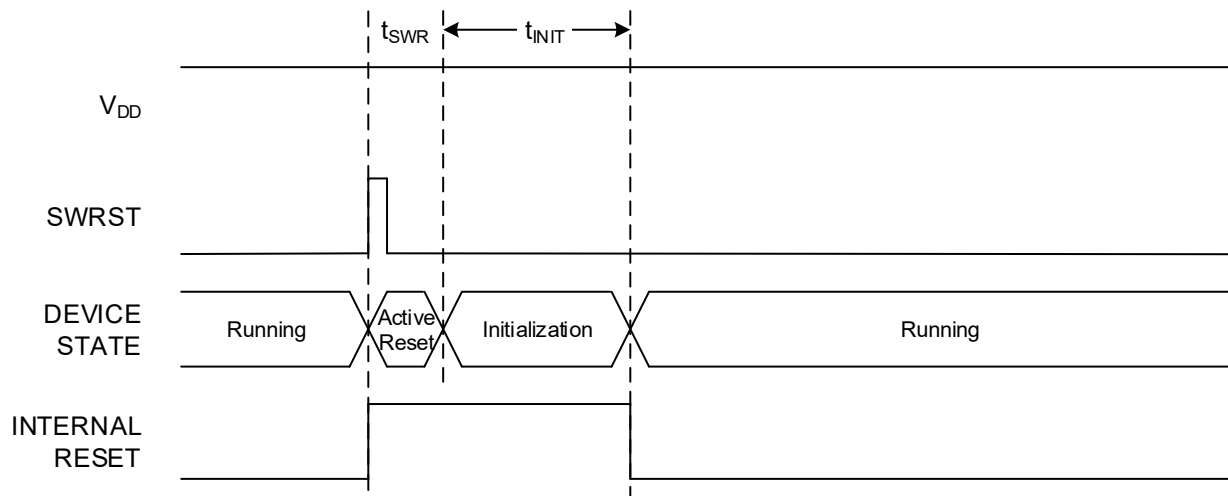 tSWR
tINIT
VDD
SWRST
DEVICE
STATE
Running
Active
Reset
Initialization
Running
INTERNAL
RESET